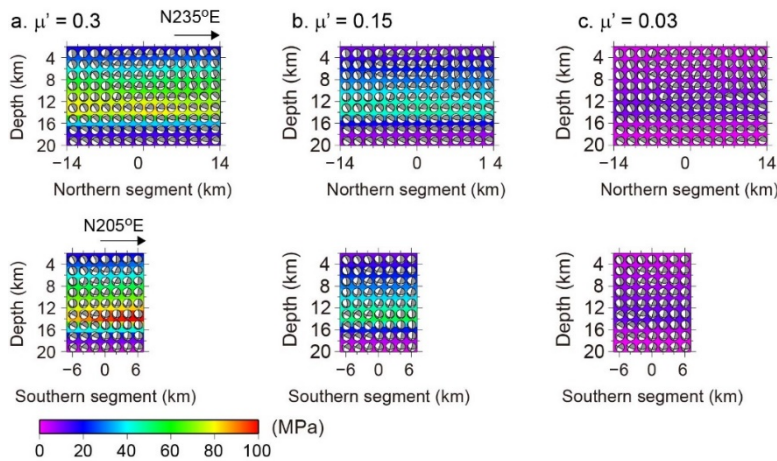 a. μ' = 0.3
N235°E
b. μ' = 0.15
c. μ' = 0.03
Depth (km)
4
8
12
16
20
−14
0
14
Northern segment (km)
Depth (km)
4
8
12
16
20
−14
0
1 4
Northern segment (km)
Depth (km)
4
8
12
16
20
−14
0
14
Northern segment (km)
N205°E
Depth (km)
4
8
12
16
20
−6
0
6
Southern segment (km)
Depth (km)
4
8
12
16
20
−6
0
6
Southern segment (km)
Depth (km)
4
8
12
16
20
−6
0
6
Southern segment (km)
(MPa)
0 20 40 60 80 100